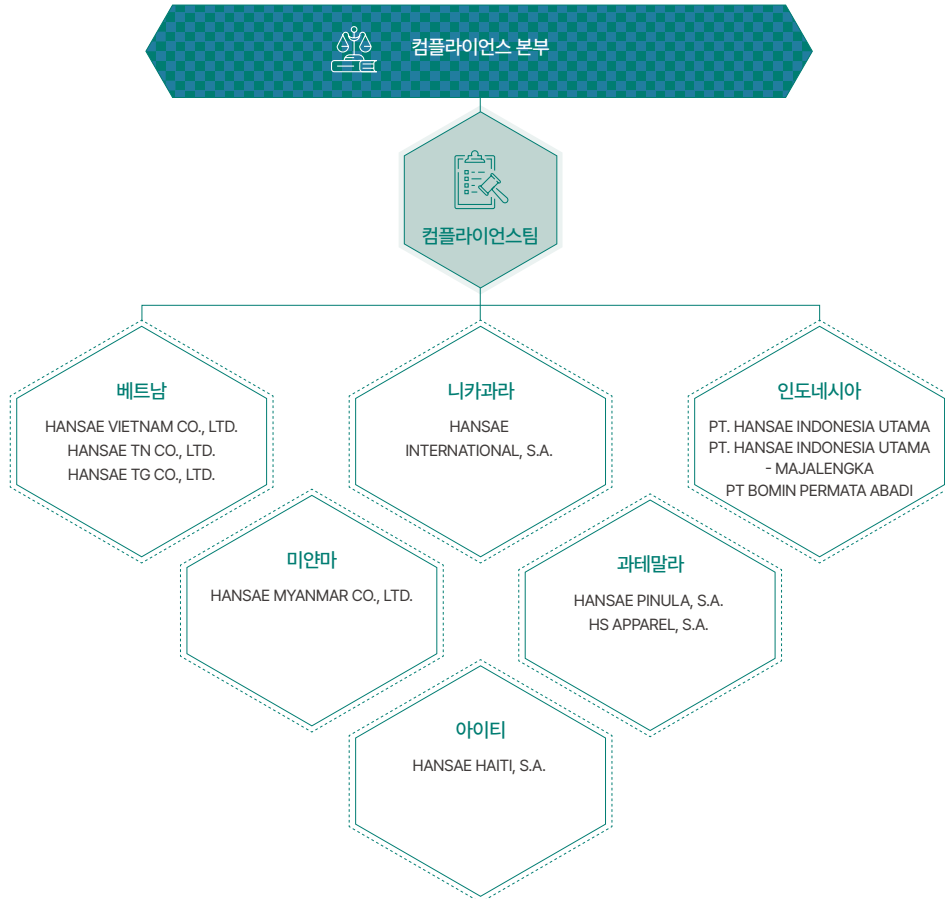 컴플라이언스 본부
컴플라이언스팀
베트남
HANSAE VIETNAM CO., LTD.
HANSAE TN CO., LTD.
HANSAE TG CO., LTD.
니카과라
HANSAE
INTERNATIONAL, S.A.
인도네시아
PT. HANSAE INDONESIA UTAMA
PT. HANSAE INDONESIA UTAMA
- MAJALENGKA
PT BOMIN PERMATA ABADI
미얀마
HANSAE MYANMAR CO., LTD.
과테말라
HANSAE PINULA, S.A.
HS APPAREL, S.A.
아이티
HANSAE HAITI, S.A.